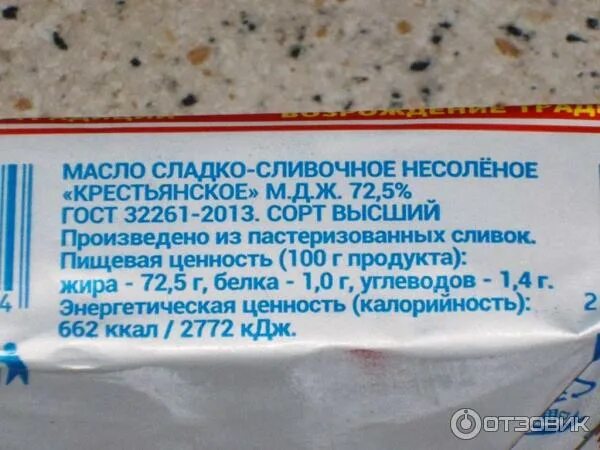 ВОЗРОЖДЕНИЕ ТРАД
МАСЛО СЛАДКО-СЛИВОЧНОЕ НЕСОЛЁНОЕ
«КРЕСТЬЯНСКОЕ» М.Д.Ж. 72,5%
ГОСТ 32261-2013. СОРТ ВЫСШИЙ
Произведено из пастеризованных сливок.
Пищевая ценность (100 г продукта):
жира - 72,5 г, белка - 1,0 г, углеводов - 1,4 г.
4
2
Энергетическая ценность (калорийность):
662 ккал / 2772 кДж.
ОТЗОВИК